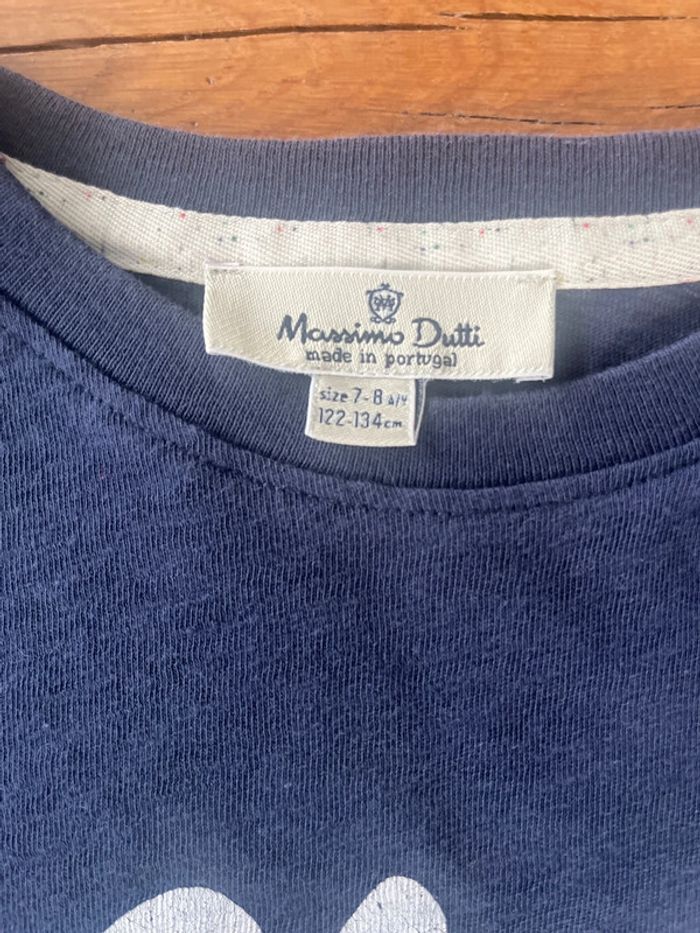 Massimo Dutti
made in portugal
size 7-8 A/Y
122-134cm